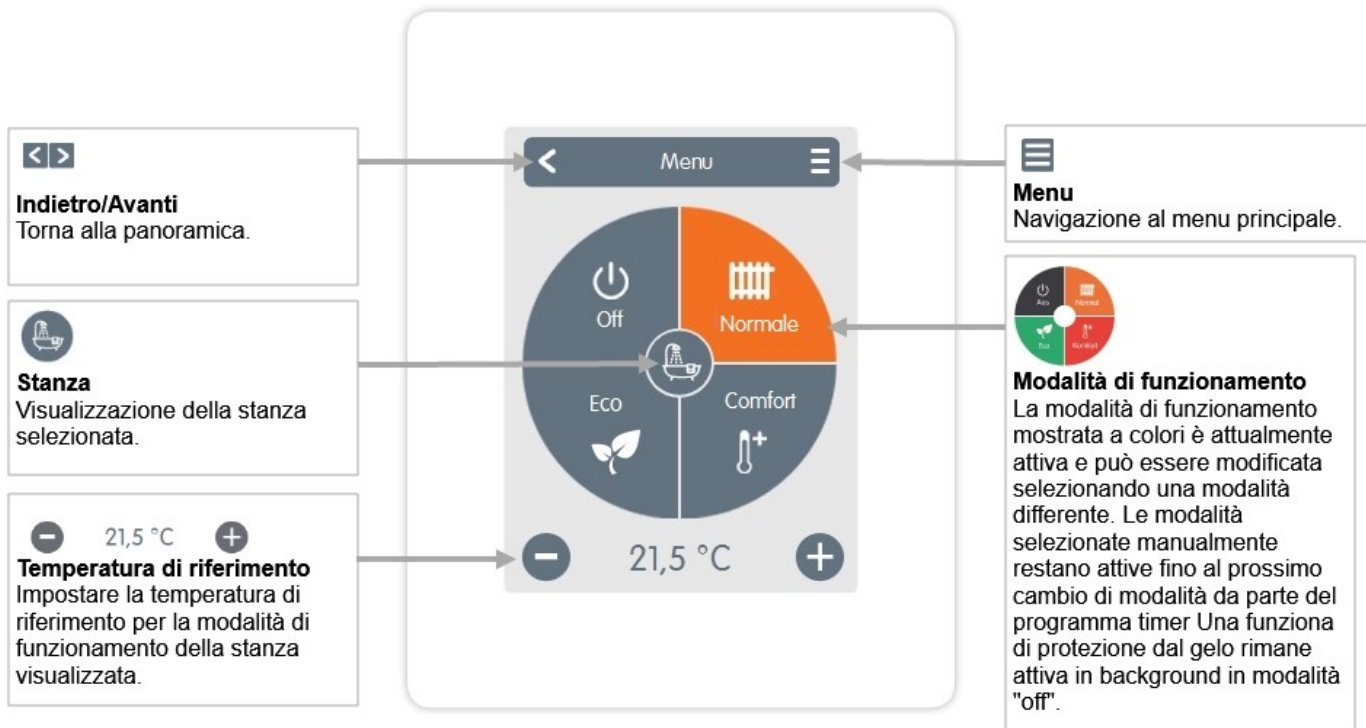 Indietro/Avanti
Torna alla panoramica.
Stanza
Visualizzazione della stanza
selezionata.
21,5 °C
Temperatura di riferimento
Impostare la temperatura di
riferimento per la modalità di
funzionamento della stanza
visualizzata.
Menu
Off
Normale
Eco
Comfort
21,5 °C
Menu
Navigazione al menu principale.
Aus
Normal
Eco
Komfort
Modalità di funzionamento
La modalità di funzionamento
mostrata a colori è attualmente
attiva e può essere modificata
selezionando una modalità
differente. Le modalità
selezionate manualmente
restano attive fino al prossimo
cambio di modalità da parte del
programma timer Una funziona
di protezione dal gelo rimane
attiva in background in modalità
"off".